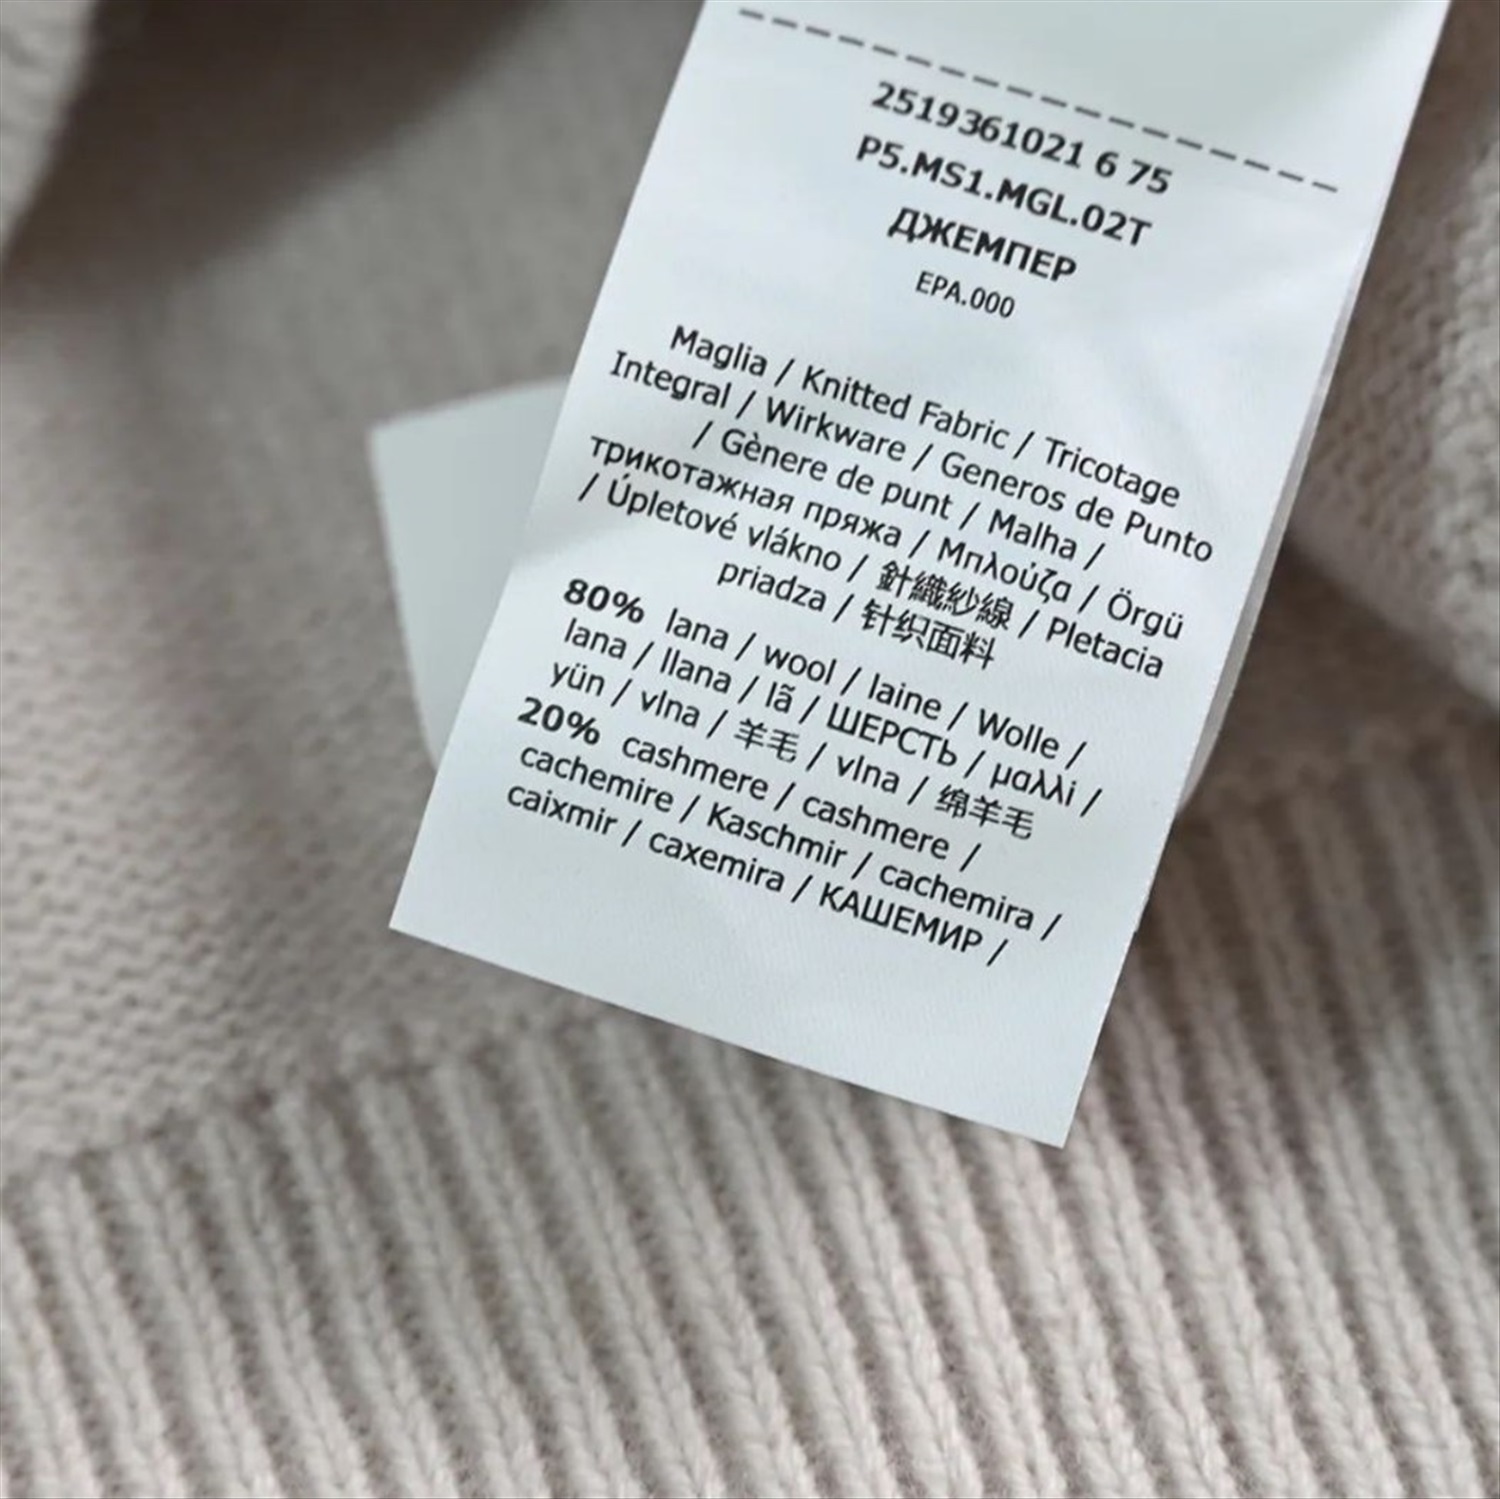 2519361021 6 75
P5.MS1.MGL.02T
ДЖЕМПЕР
EPA.000
Maglia / Knitted Fabric / Tricotage
Integral / Wirkware / Generos de Punto
/ Gènere de punt / Malha /
трикотажная пряжа / Μπλούζα / Örgü
/ Úpletové vlákno / 針織紗線 / Pletacia
priadza / 针织面料
80% lana / wool / laine / Wolle /
lana / llana / lã / ШЕРСТЬ / μαλλί /
yün / vlna / 羊毛 / vlna / 绵羊毛
20% cashmere / cashmere /
cachemire / Kaschmir / cachemira /
caixmir / caxemira / КАШЕМИР /